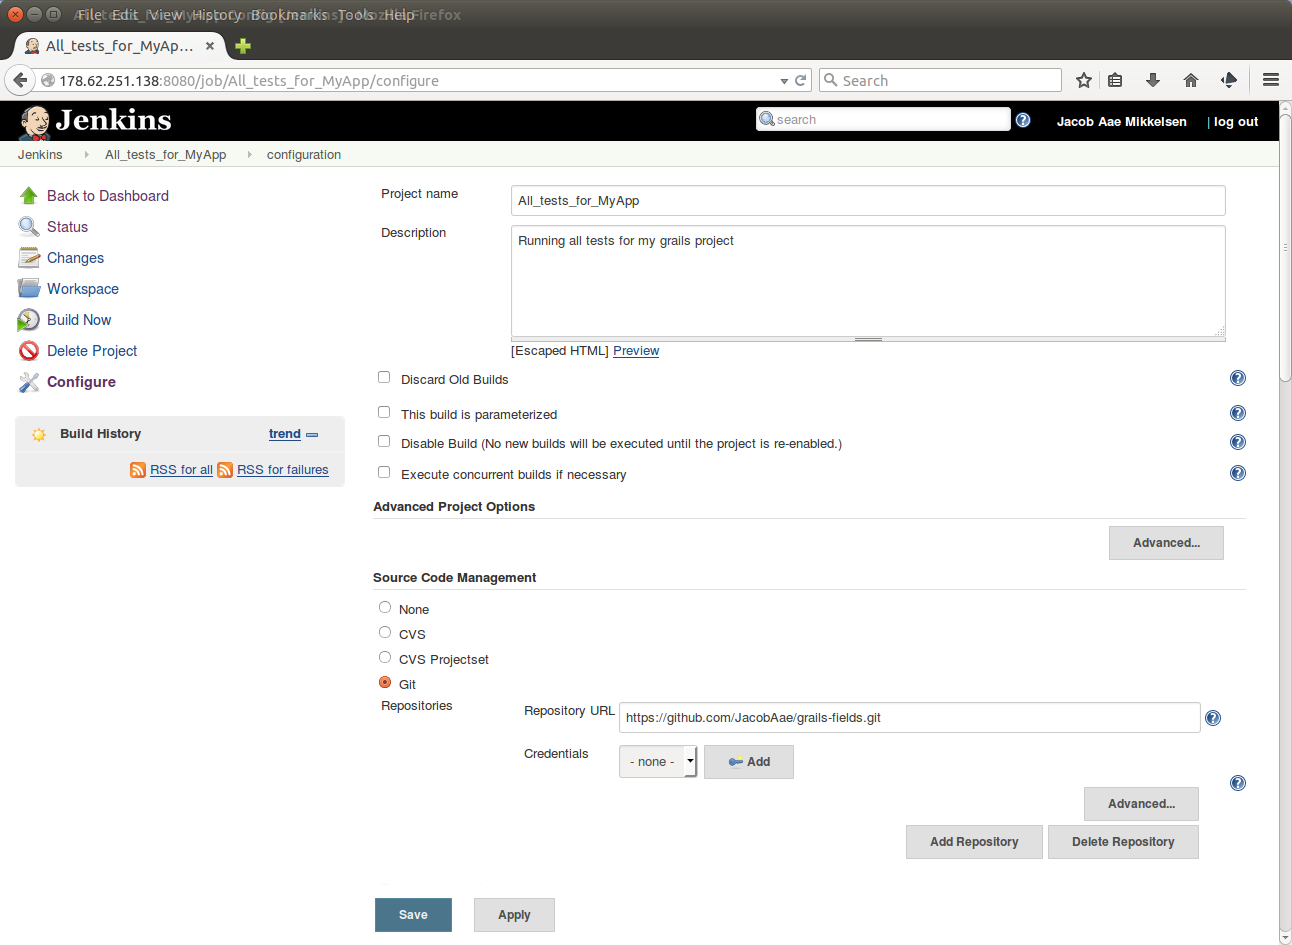 File Edit View History Bookmarks Tools Help
All_tests_for_MyAp...
178.62.251.138:8080/job/All_tests_for_MyApp/configure
Search
Jenkins
search
Jacob Aae Mikkelsen | log out
Jenkins All_tests_for_MyApp configuration
Back to Dashboard
Status
Changes
Workspace
Build Now
Delete Project
Configure
Build History trend
RSS for all RSS for failures
Project name All_tests_for_MyApp
Description Running all tests for my grails project
[Escaped HTML] Preview
Discard Old Builds
This build is parameterized
Disable Build (No new builds will be executed until the project is re-enabled.)
Execute concurrent builds if necessary
Advanced Project Options
Advanced...
Source Code Management
None
CVS
CVS Projectset
Git
Repositories Repository URL https://github.com/JacobAae/grails-fields.git
Credentials - none - Add
Advanced...
Add Repository Delete Repository
Save Apply